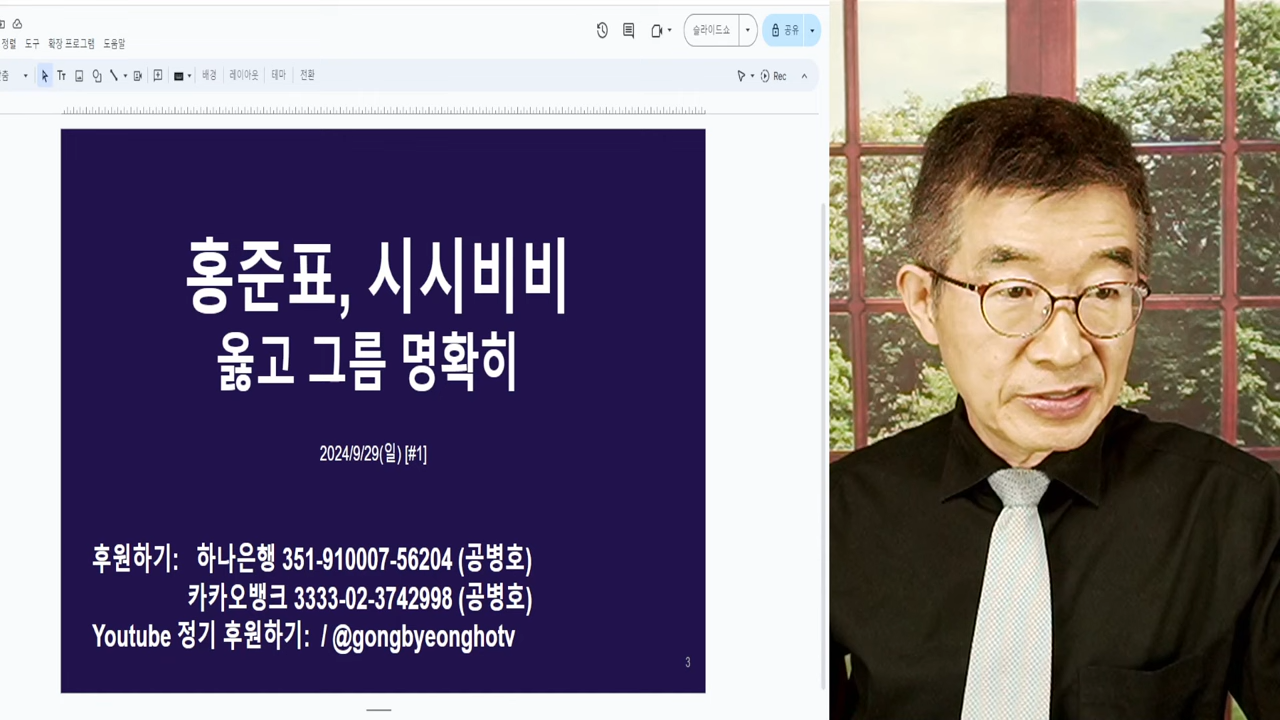 정렬 도구 확장 프로그램 도움말
슬라이드쇼
공유
배경 레이아웃 테마 전환
Rec
홍준표, 시시비비
옳고 그름 명확히
2024/9/29(일) [#1]
후원하기: 하나은행 351-910007-56204 (공병호)
카카오뱅크 3333-02-3742998 (공병호)
Youtube 정기 후원하기: / @gongbyeonghotv
3